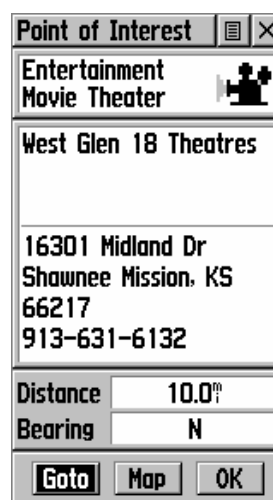 Point of Interest
Entertainment
Movie Theater
West Glen 18 Theatres
16301 Midland Dr
Shawnee Mission, KS
66217
913-631-6132
Distance 10.0m
Bearing N
Goto Map OK